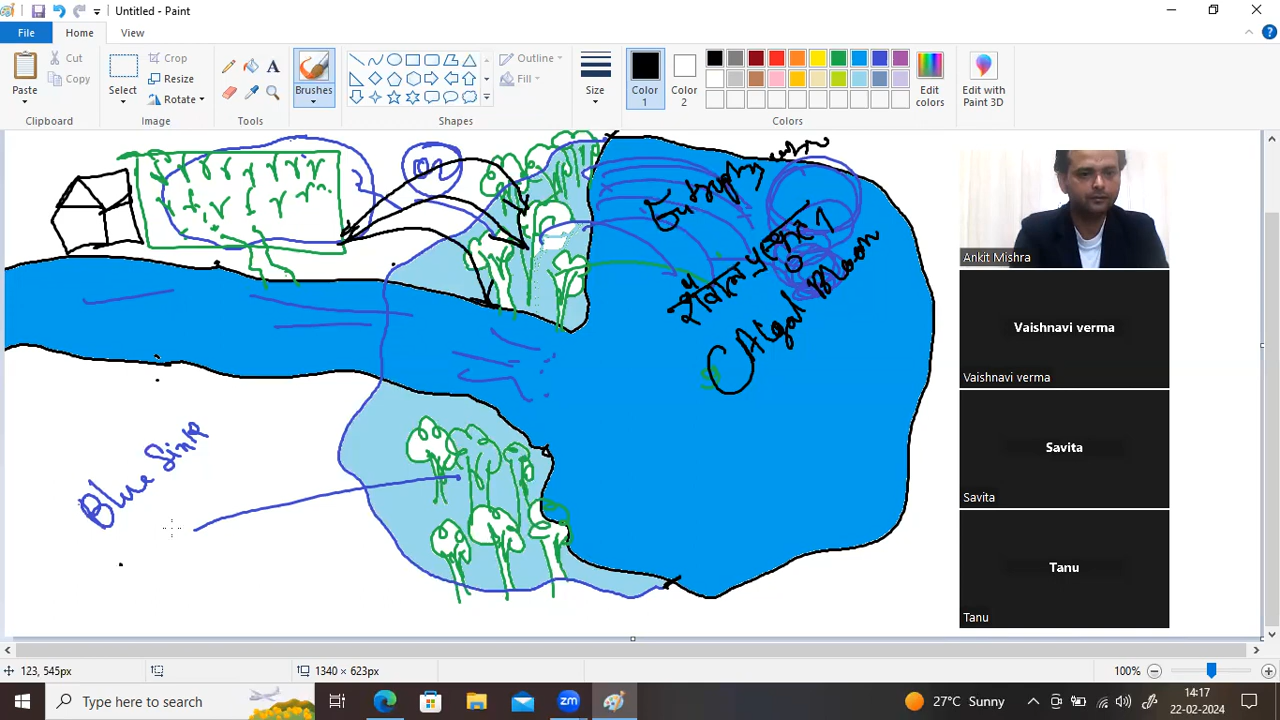 Untitled - Paint
File
Home
View
Paste
Cut
Copy
Clipboard
Select
Crop
Resize
Rotate
Image
Tools
Brushes
Shapes
Outline
Fill
Size
Color 1
Color 2
Edit colors
Colors
Edit with Paint 3D
Algal Bloom
Blue Sink
Ankit Mishra
Vaishnavi verma
Vaishnavi verma
Savita
Savita
Tanu
Tanu
123, 545px
1340 × 623px
100%
Type here to search
zm
27°C Sunny
14:17
22-02-2024